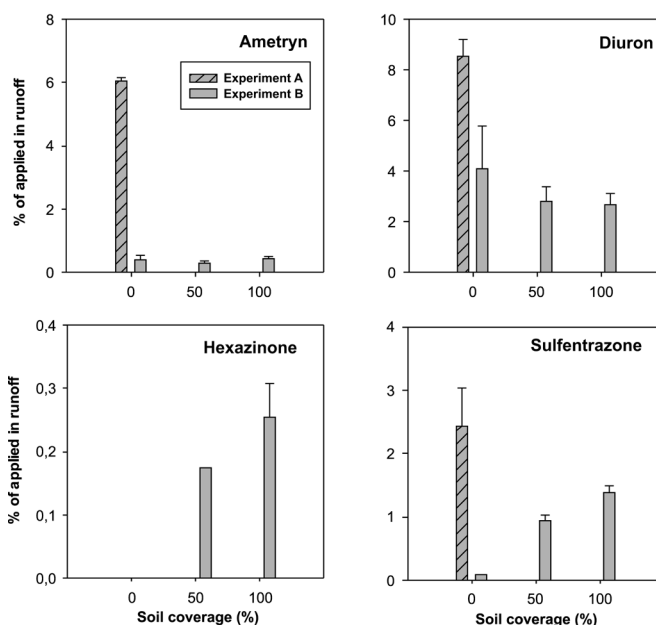 Ametryn
% of applied in runoff
8
6
4
2
0
Experiment A
Experiment B
0 50 100
Diuron
10
8
6
4
2
0
0 50 100
Hexazinone
% of applied in runoff
0,4
0,3
0,2
0,1
0,0
0 50 100
Soil coverage (%)
Sulfentrazone
4
3
2
1
0
0 50 100
Soil coverage (%)